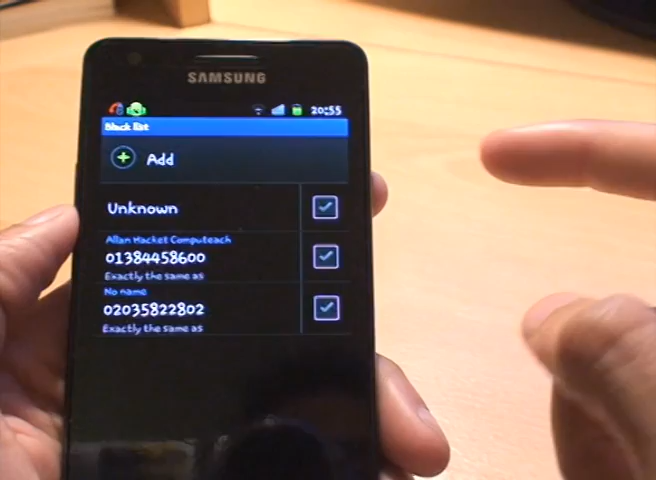 SAMSUNG
20:55
Black list
Add
Unknown
Allan Hacket Computeach
01384458600
Exactly the same as
No name
02035822802
Exactly the same as